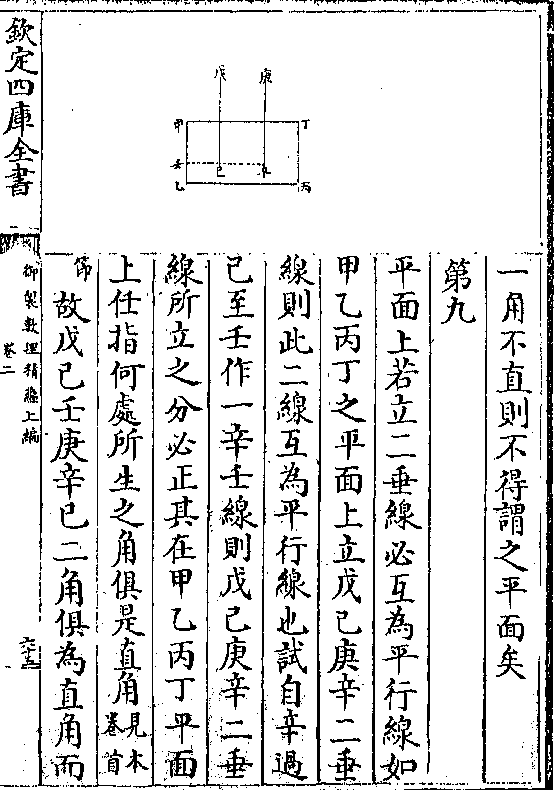 一角不直則不得謂之平面矣
第九
平面上若立二垂線必互為平行線如
甲乙丙丁之平面上立戊己庚辛二垂
線則此二線互為平行線也試自辛過
己至壬作一辛壬線則戊己庚辛二垂
線所立之分必正其在甲乙丙丁平面
上任指何處所生之角俱是直角見本
卷首
節
故戊己壬庚辛己二角俱為直角而
戊
庚
甲
丁
壬
己
辛
乙
丙
欽定四庫全書
御製數理精蘊上編
卷二